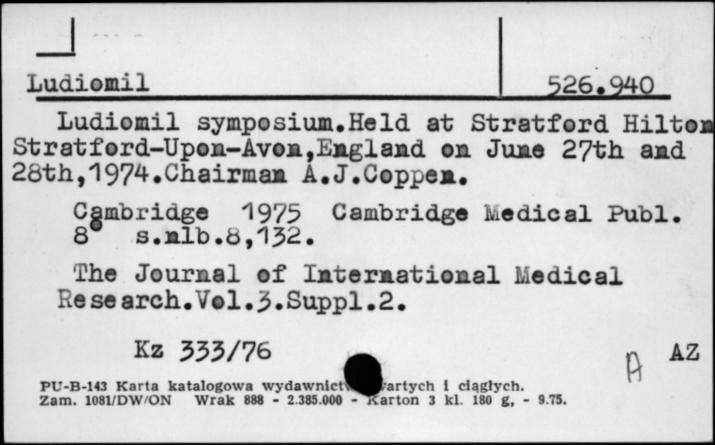 Ludiomil 526.940
Ludiomil symposium.Held at Stratford Hilton
Stratford-Upon-Avon,England on June 27th and
28th,1974.Chairman A.J.Coppen.
Cambridge 1975 Cambridge Medical Publ.
8° s.nlb.8,132.
The Journal of International Medical
Research.Vol.3.Suppl.2.
Kz 333/76
A AZ
PU-B-143 Karta katalogowa wydawnict wartych i ciągłych.
Zam. 1081/DW/ON Wrak 888 - 2.385.000 - Karton 3 kl. 180 g, - 9.75.